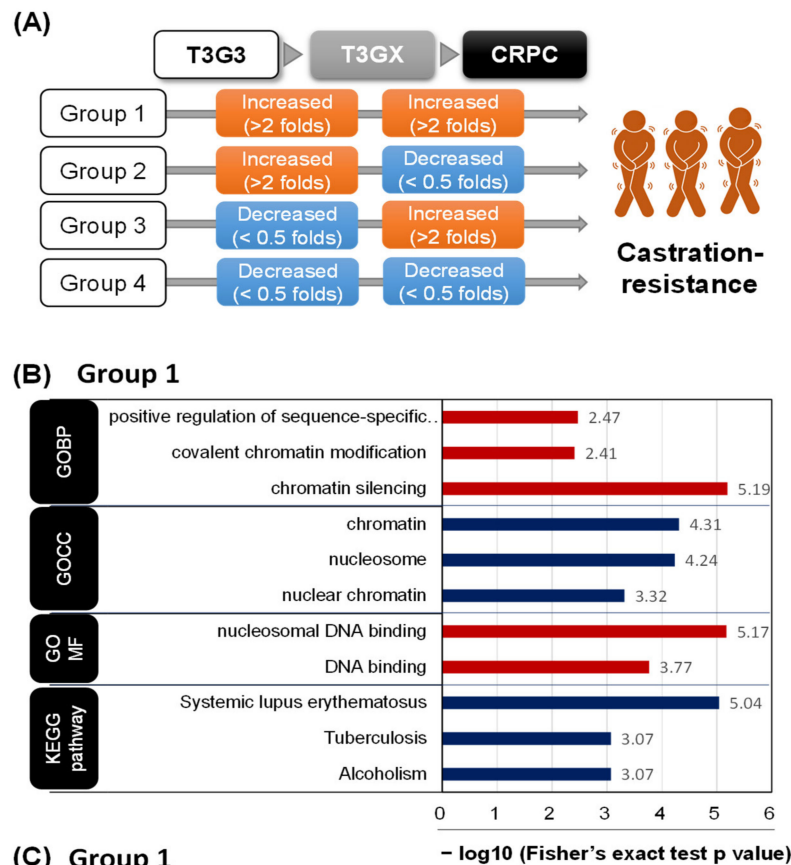 (A)
T3G3 T3GX CRPC
Group 1 Increased (>2 folds) Increased (>2 folds)
Group 2 Increased (>2 folds) Decreased (< 0.5 folds)
Group 3 Decreased (< 0.5 folds) Increased (>2 folds)
Group 4 Decreased (< 0.5 folds) Decreased (< 0.5 folds)
Castration-
resistance
(B) Group 1
GOBP
positive regulation of sequence-specific.. 2.47
covalent chromatin modification 2.41
chromatin silencing 5.19
GOCC
chromatin 4.31
nucleosome 4.24
nuclear chromatin 3.32
GO
MF
nucleosomal DNA binding 5.17
DNA binding 3.77
KEGG
pathway
Systemic lupus erythematosus 5.04
Tuberculosis 3.07
Alcoholism 3.07
0 1 2 3 4 5 6
– log10 (Fisher's exact test p value)
(C) Group 1